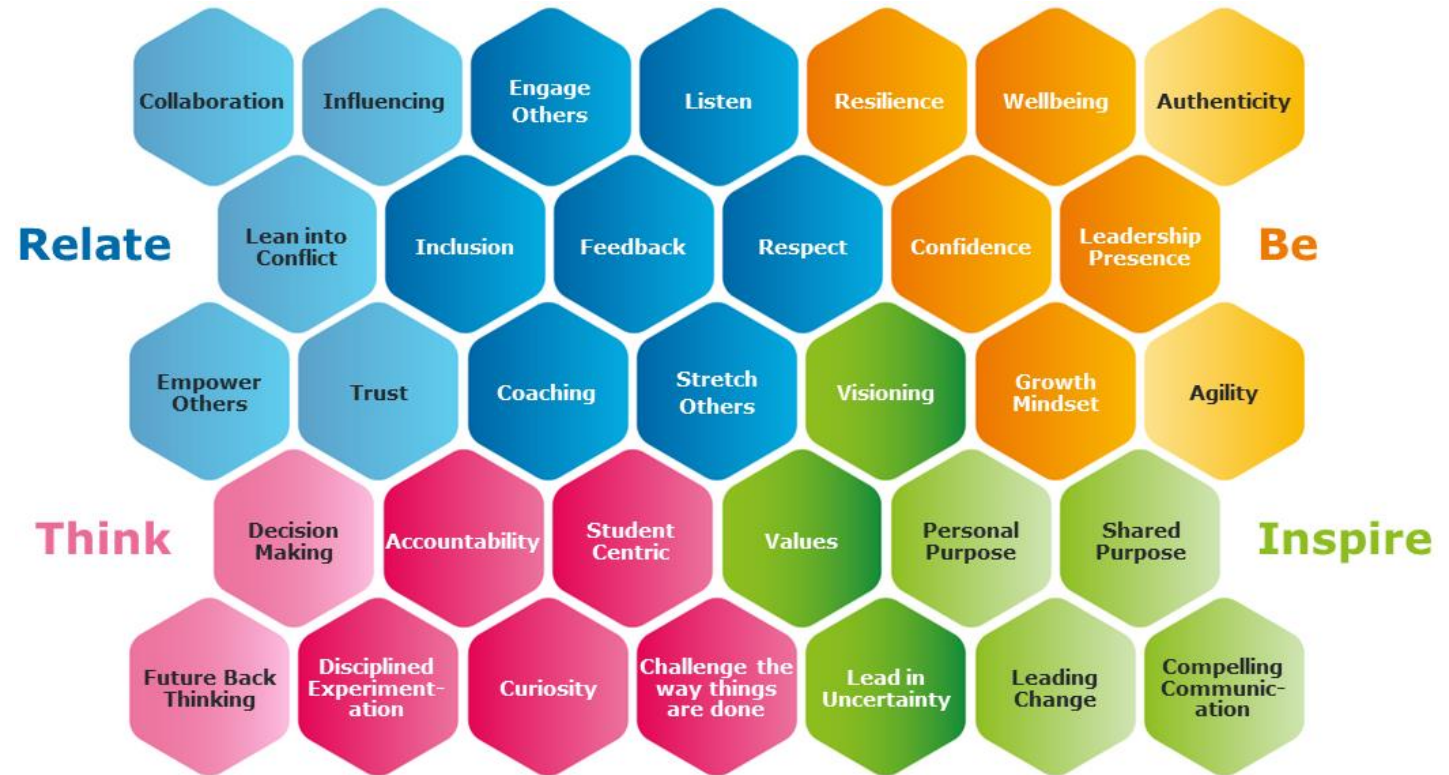 Collaboration
Influencing
Engage
Others
Listen
Resilience
Wellbeing
Authenticity
Relate
Lean into
Conflict
Inclusion
Feedback
Respect
Confidence
Leadership
Presence
Be
Empower
Others
Trust
Coaching
Stretch
Others
Visioning
Growth
Mindset
Agility
Think
Decision
Making
Accountability
Student
Centric
Values
Personal
Purpose
Shared
Purpose
Inspire
Future Back
Thinking
Disciplined
Experiment-
ation
Curiosity
Challenge the
way things
are done
Lead in
Uncertainty
Leading
Change
Compelling
Communic-
ation